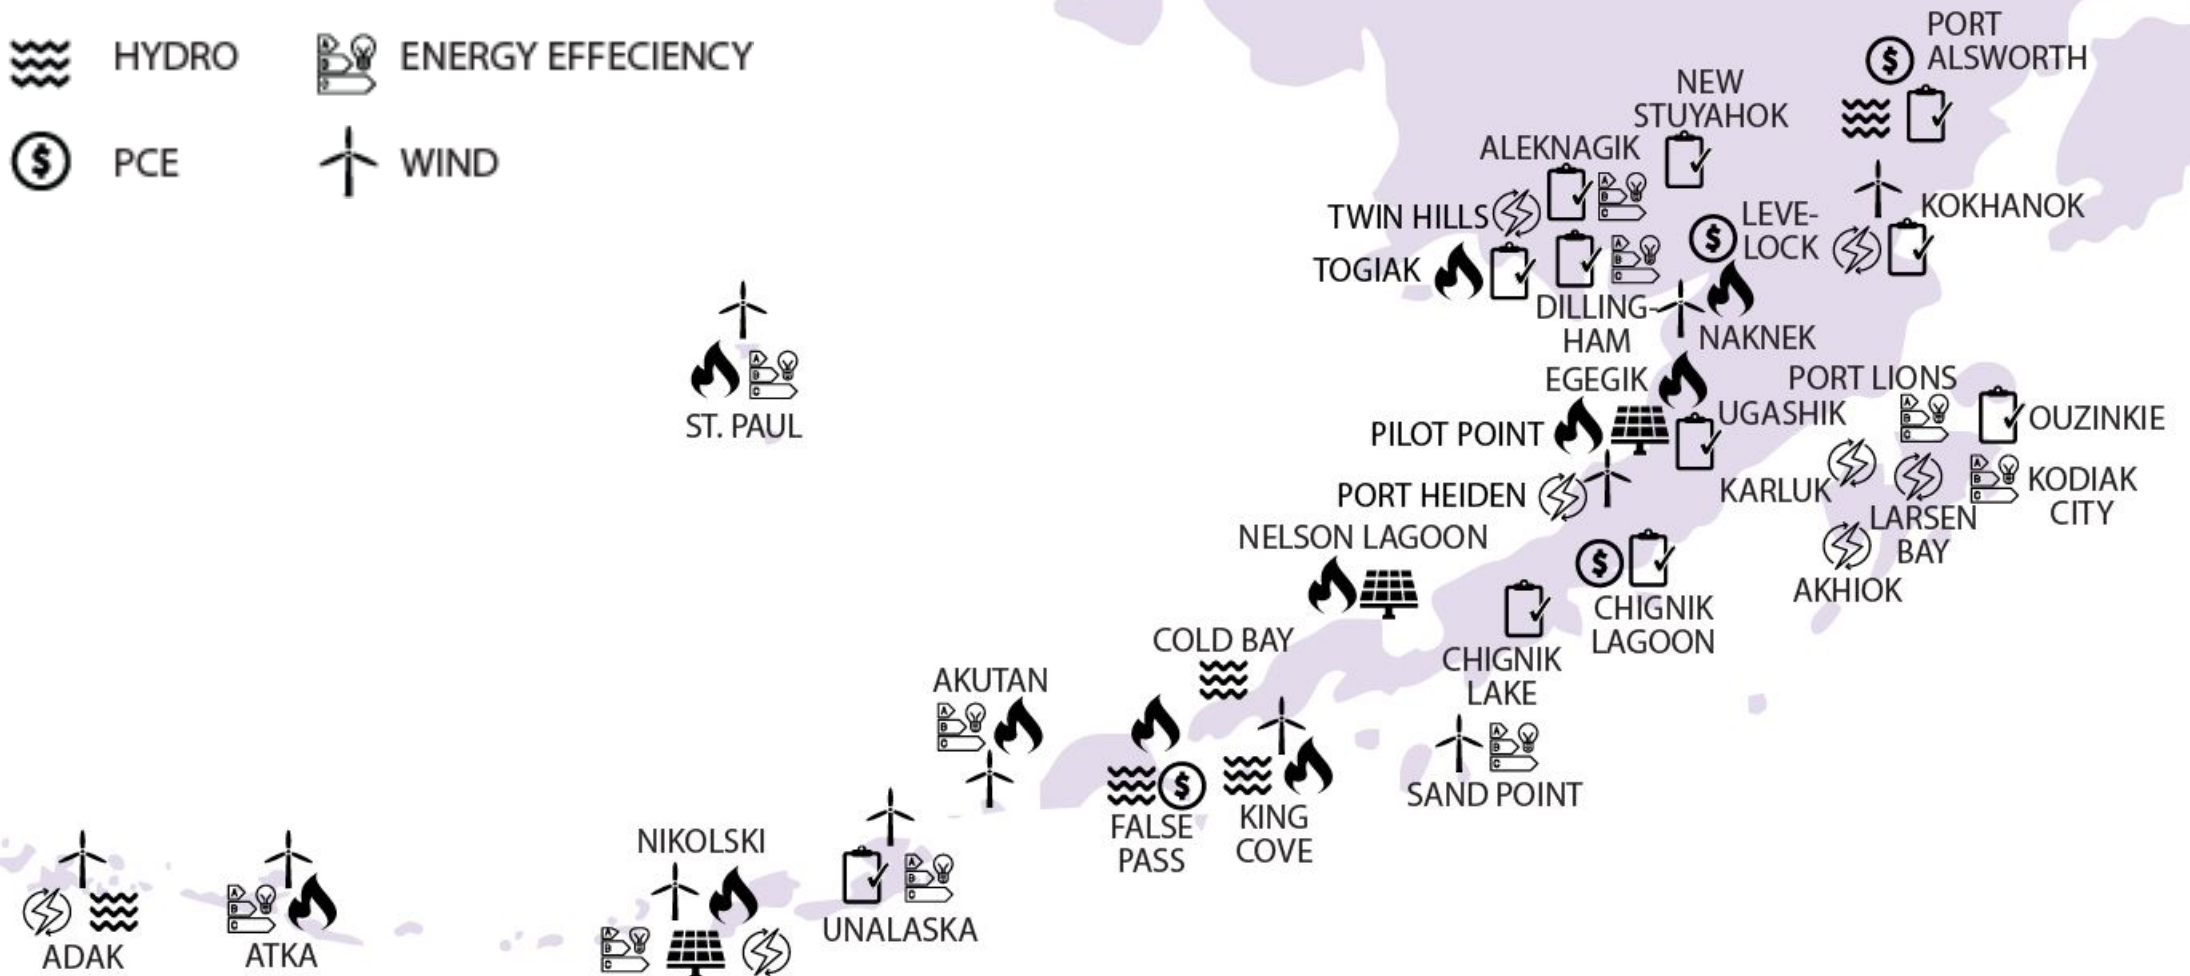 HYDRO
ENERGY EFFECIENCY
PCE
WIND
PORT
ALSWORTH
NEW
STUYAHOK
ALEKNAGIK
TWIN HILLS
LEVE-
LOCK
KOKHANOK
TOGIAK
DILLING-
HAM
NAKNEK
EGEGIK
PORT LIONS
UGASHIK
OUZINKIE
PILOT POINT
PORT HEIDEN
KARLUK
KODIAK
CITY
LARSEN
BAY
NELSON LAGOON
AKHIOK
CHIGNIK
LAGOON
ST. PAUL
COLD BAY
CHIGNIK
LAKE
AKUTAN
SAND POINT
FALSE
PASS
KING
COVE
NIKOLSKI
UNALASKA
ADAK
ATKA